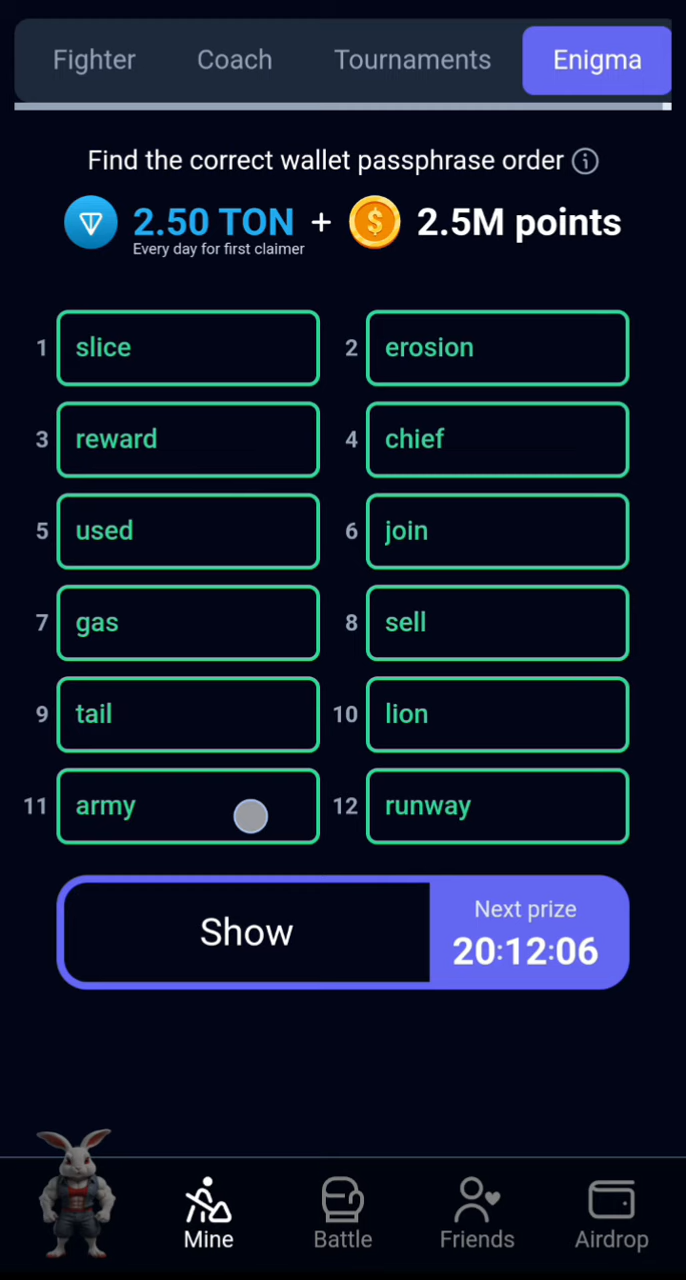 Fighter Coach Tournaments Enigma
Find the correct wallet passphrase order
2.50 TON + $ 2.5M points
Every day for first claimer
1 slice 2 erosion
3 reward 4 chief
5 used 6 join
7 gas 8 sell
9 tail 10 lion
11 army 12 runway
Show Next prize
20:12:06
Mine Battle Friends Airdrop